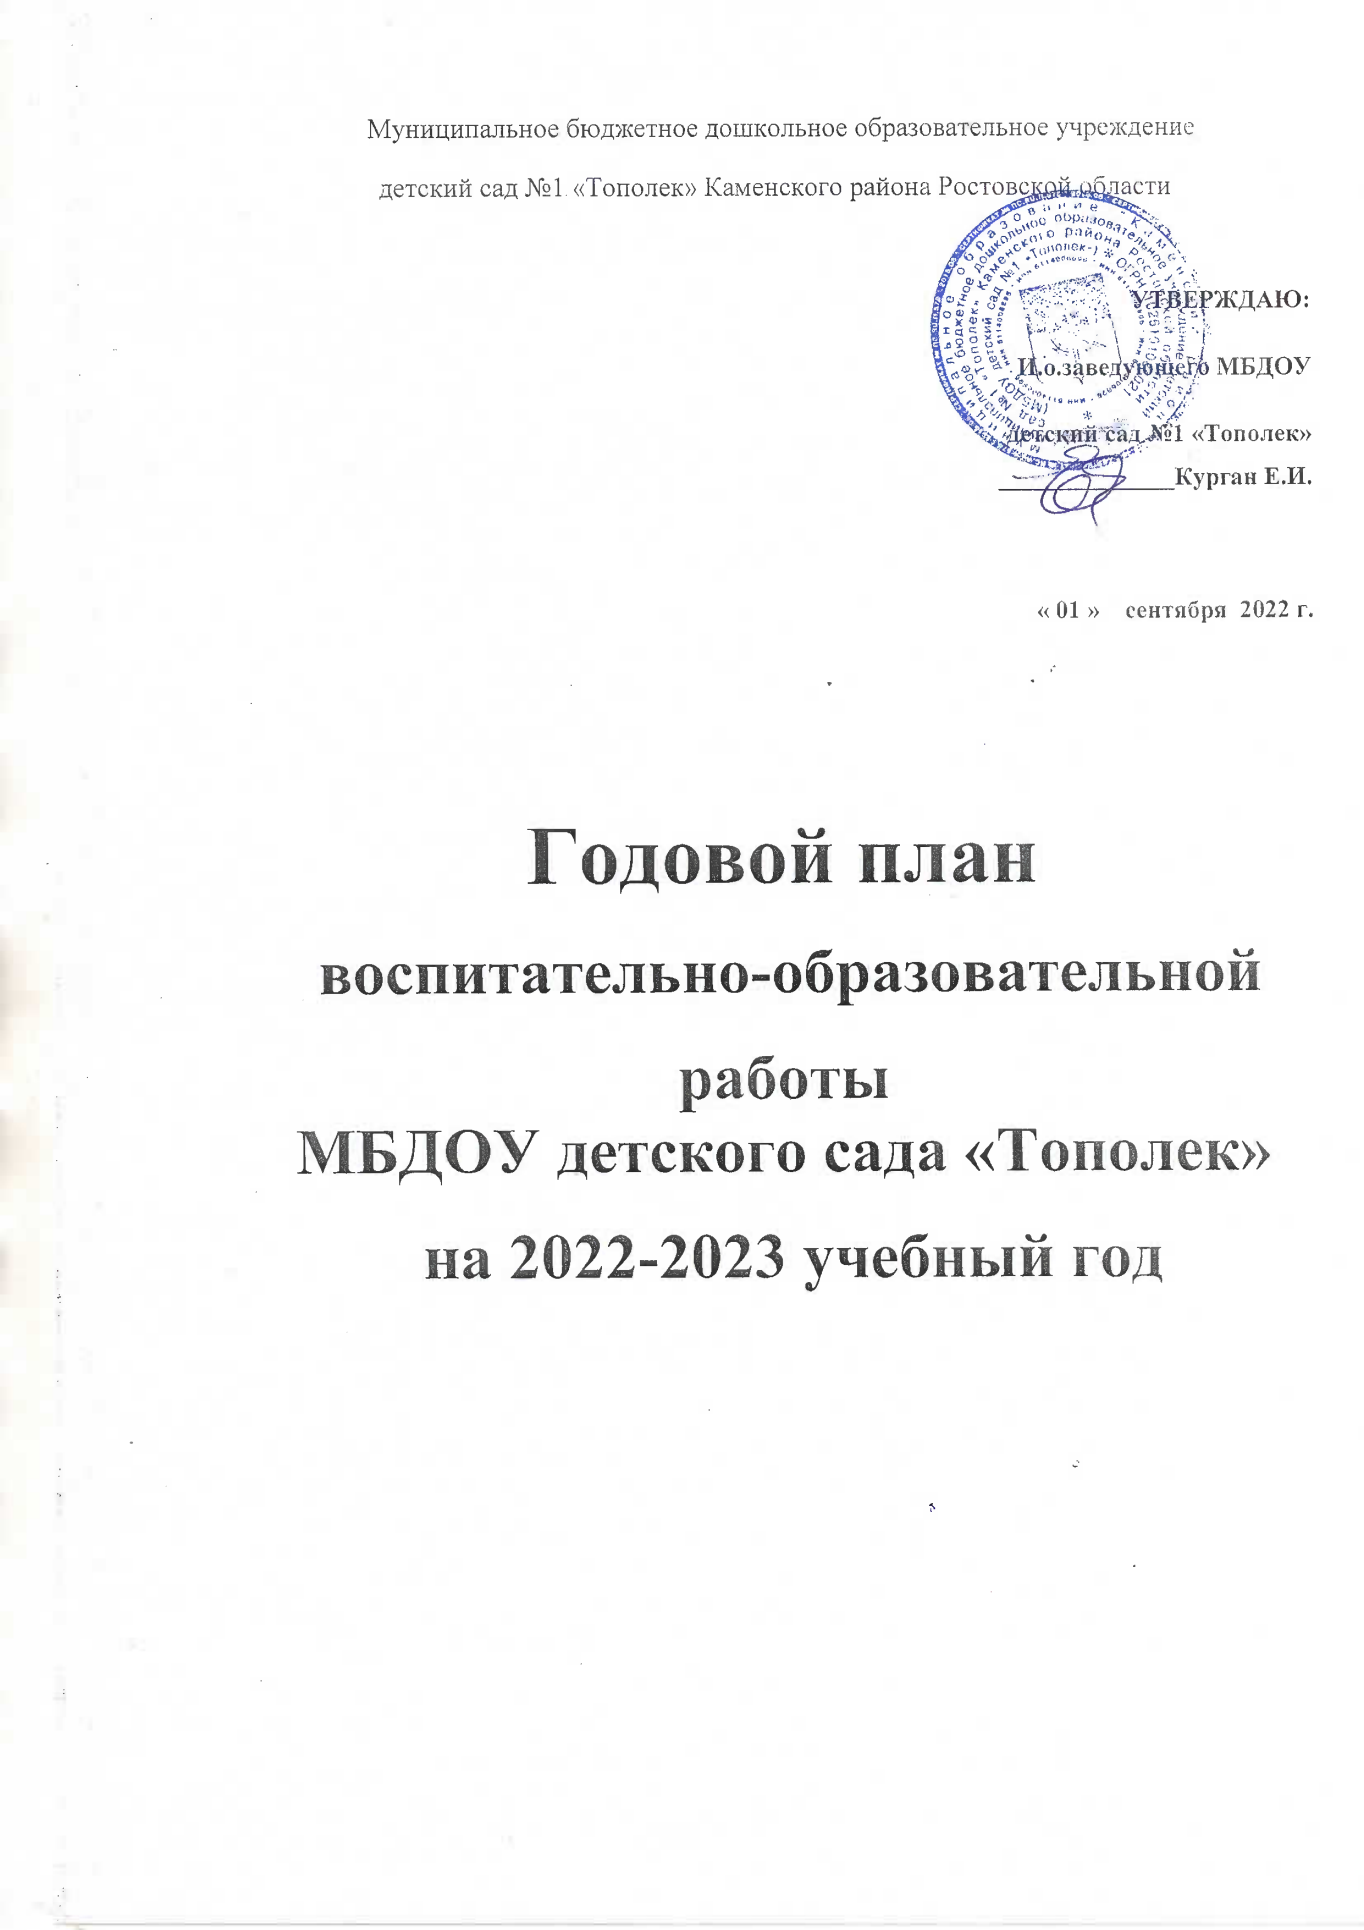 Муниципальное бюджетное дошкольное образовательное учреждение
детский сад №1 «Тополек» Каменского района Ростовской области
УТВЕРЖДАЮ:
И.о.заведующего МБДОУ
детский сад №1 «Тополек»
Курган Е.И.
« 01 » сентября 2022 г.
Годовой план
воспитательно-образовательной
работы
МБДОУ детского сада «Тополек»
на 2022-2023 учебный год